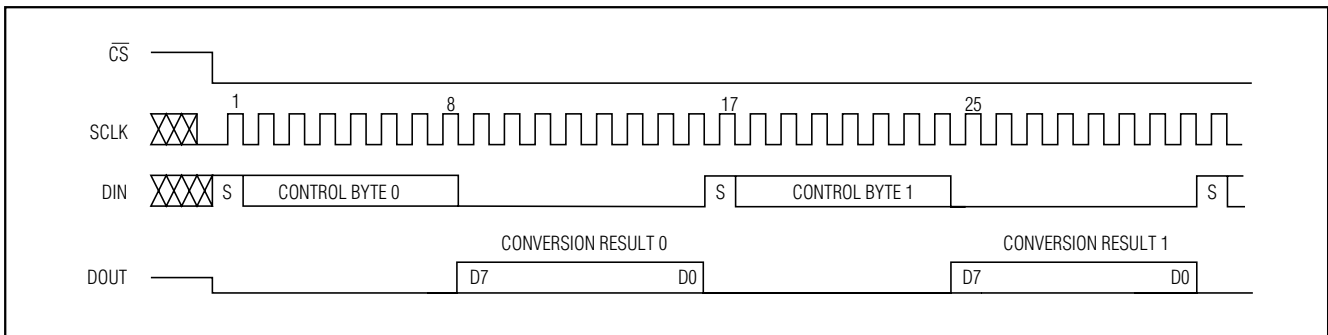 CS
1 8 17 25
SCLK
DIN S CONTROL BYTE 0 S CONTROL BYTE 1 S
CONVERSION RESULT 0 CONVERSION RESULT 1
DOUT D7 D0 D7 D0